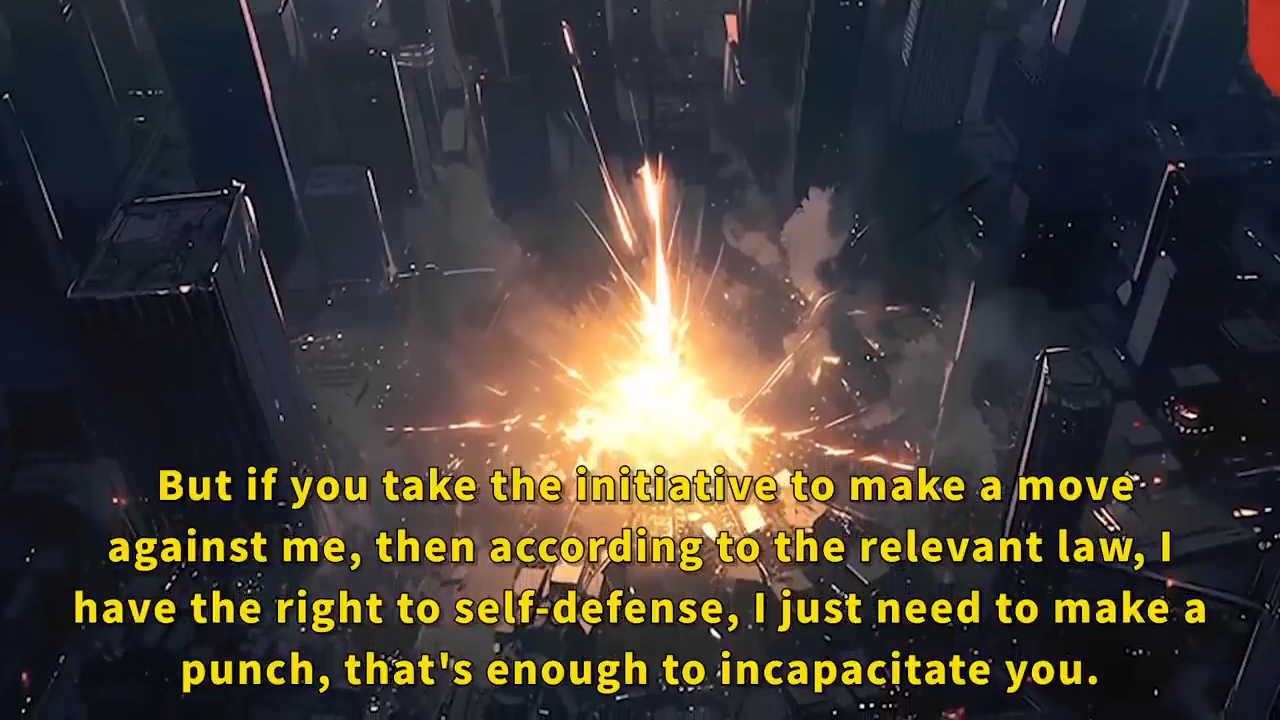 But if you take the initiative to make a move
against me, then according to the relevant law, I
have the right to self-defense, I just need to make a
punch, that's enough to incapacitate you.